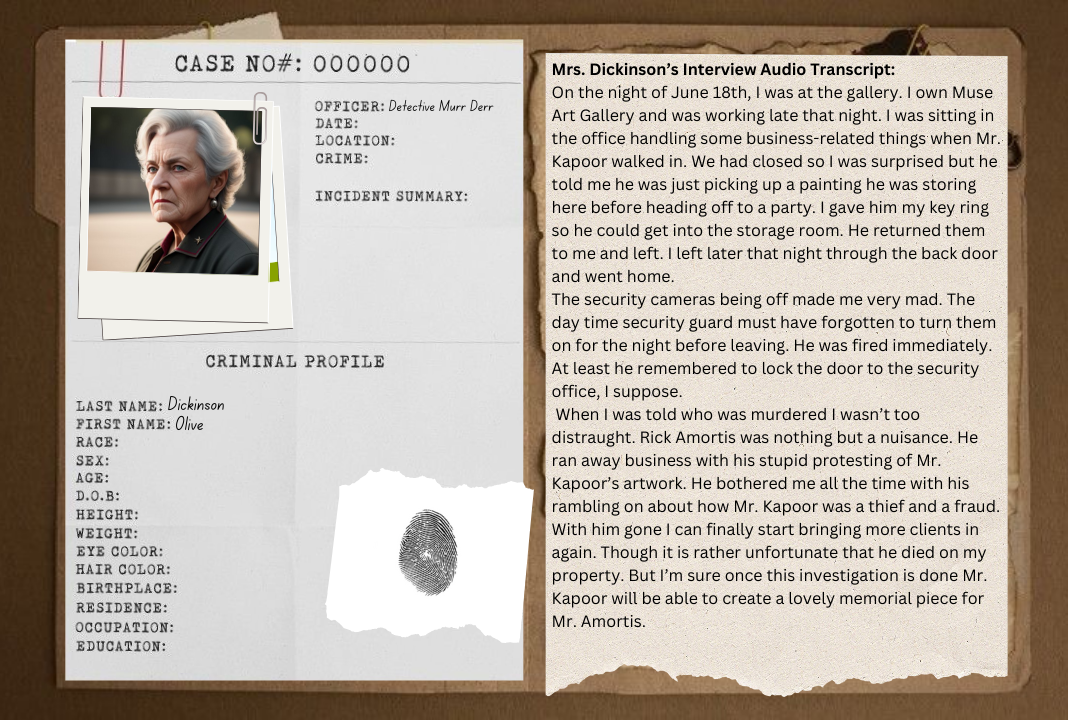 CASE NO#: 000000
OFFICER: Detective Murr Derr
DATE:
LOCATION:
CRIME:
INCIDENT SUMMARY:
CRIMINAL PROFILE
LAST NAME: Dickinson
FIRST NAME: Olive
RACE:
SEX:
AGE:
D.O.B:
HEIGHT:
WEIGHT:
EYE COLOR:
HAIR COLOR:
BIRTHPLACE:
RESIDENCE:
OCCUPATION:
EDUCATION:
Mrs. Dickinson’s Interview Audio Transcript:
On the night of June 18th, I was at the gallery. I own Muse
Art Gallery and was working late that night. I was sitting in
the office handling some business-related things when Mr.
Kapoor walked in. We had closed so I was surprised but he
told me he was just picking up a painting he was storing
here before heading off to a party. I gave him my key ring
so he could get into the storage room. He returned them
to me and left. I left later that night through the back door
and went home.
The security cameras being off made me very mad. The
day time security guard must have forgotten to turn them
on for the night before leaving. He was fired immediately.
At least he remembered to lock the door to the security
office, I suppose.
When I was told who was murdered I wasn’t too
distraught. Rick Amortis was nothing but a nuisance. He
ran away business with his stupid protesting of Mr.
Kapoor’s artwork. He bothered me all the time with his
rambling on about how Mr. Kapoor was a thief and a fraud.
With him gone I can finally start bringing more clients in
again. Though it is rather unfortunate that he died on my
property. But I’m sure once this investigation is done Mr.
Kapoor will be able to create a lovely memorial piece for
Mr. Amortis.